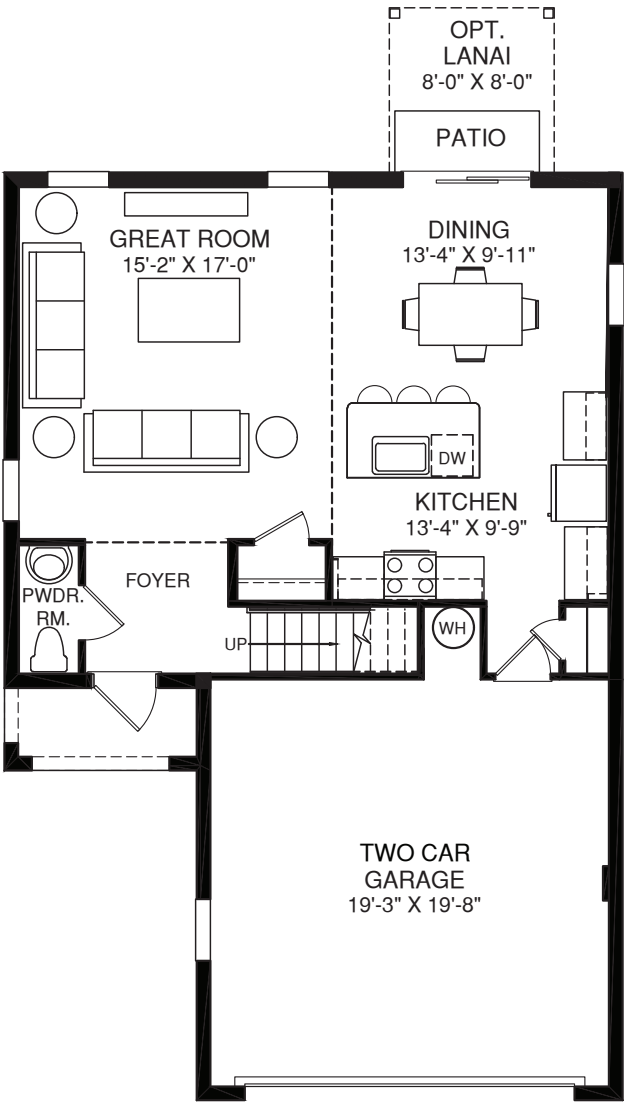 OPT.
LANAI
8'-0" X 8'-0"
PATIO
GREAT ROOM
15'-2" X 17'-0"
DINING
13'-4" X 9'-11"
DW
KITCHEN
13'-4" X 9'-9"
FOYER
PWDR.
RM.
UP
WH
TWO CAR
GARAGE
19'-3" X 19'-8"